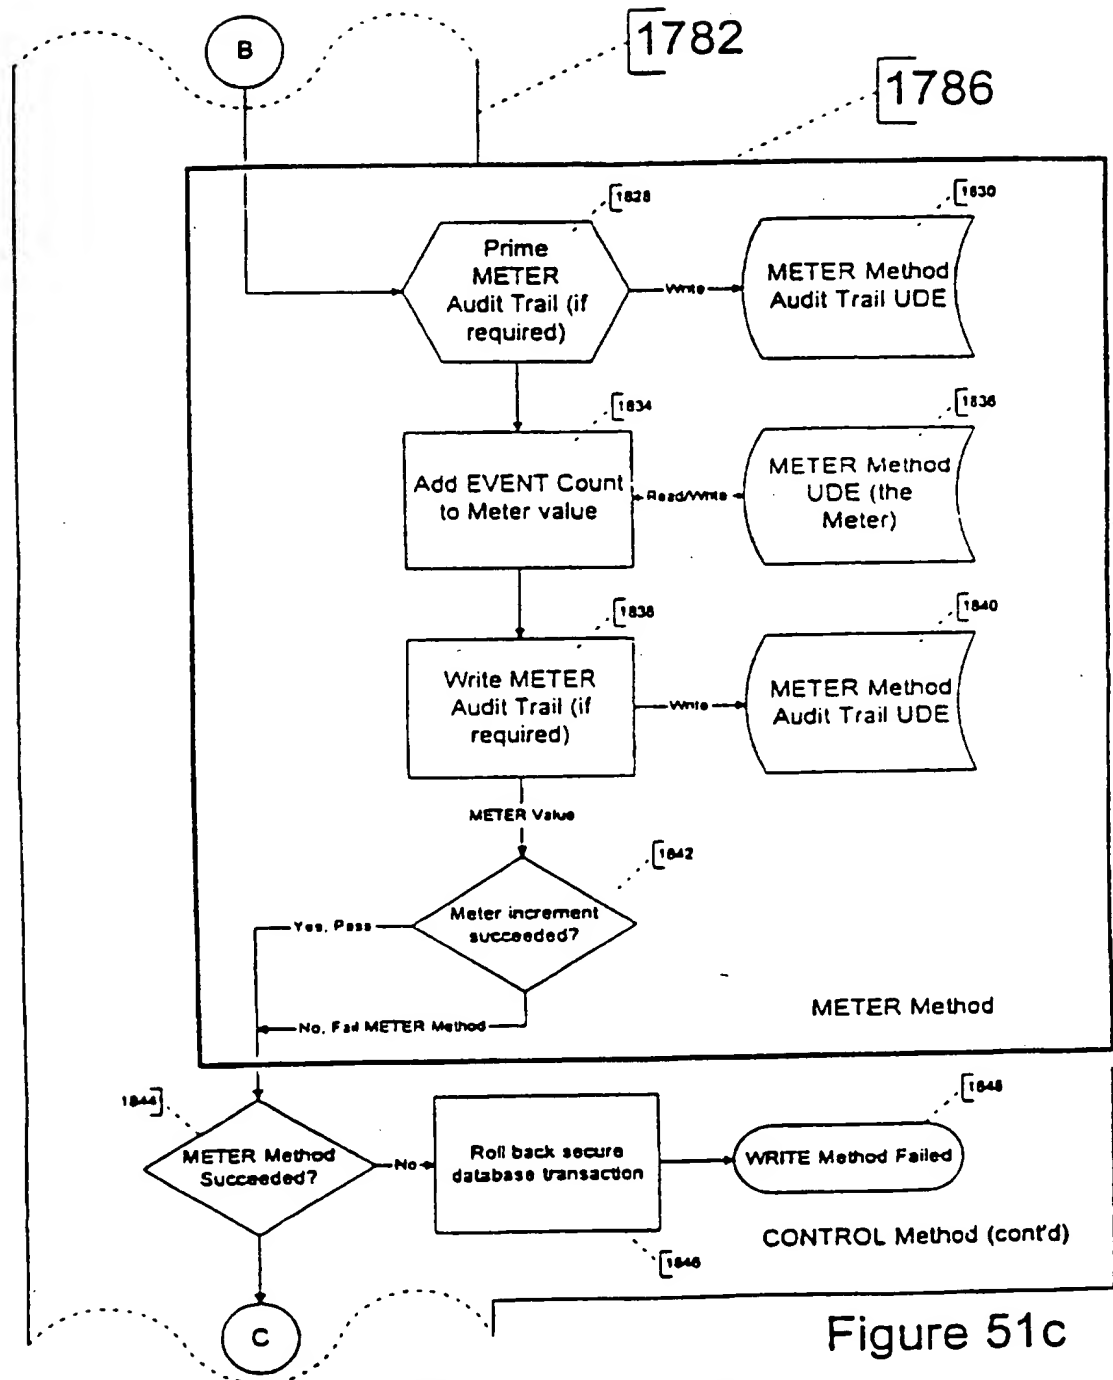 B
1782
1786
1828
1830
Prime
METER
Audit Trail (if
required)
Write
METER Method
Audit Trail UDE
1834
1836
Add EVENT Count
to Meter value
Read/Write
METER Method
UDE (the
Meter)
1838
1840
Write METER
Audit Trail (if
required)
Write
METER Method
Audit Trail UDE
METER Value
1842
Meter increment
succeeded?
Yes, Pass
No, Fail METER Method
METER Method
1844
1848
METER Method
Succeeded?
No
Roll back secure
database transaction
WRITE Method Failed
CONTROL Method (cont'd)
1846
C
Figure 51c